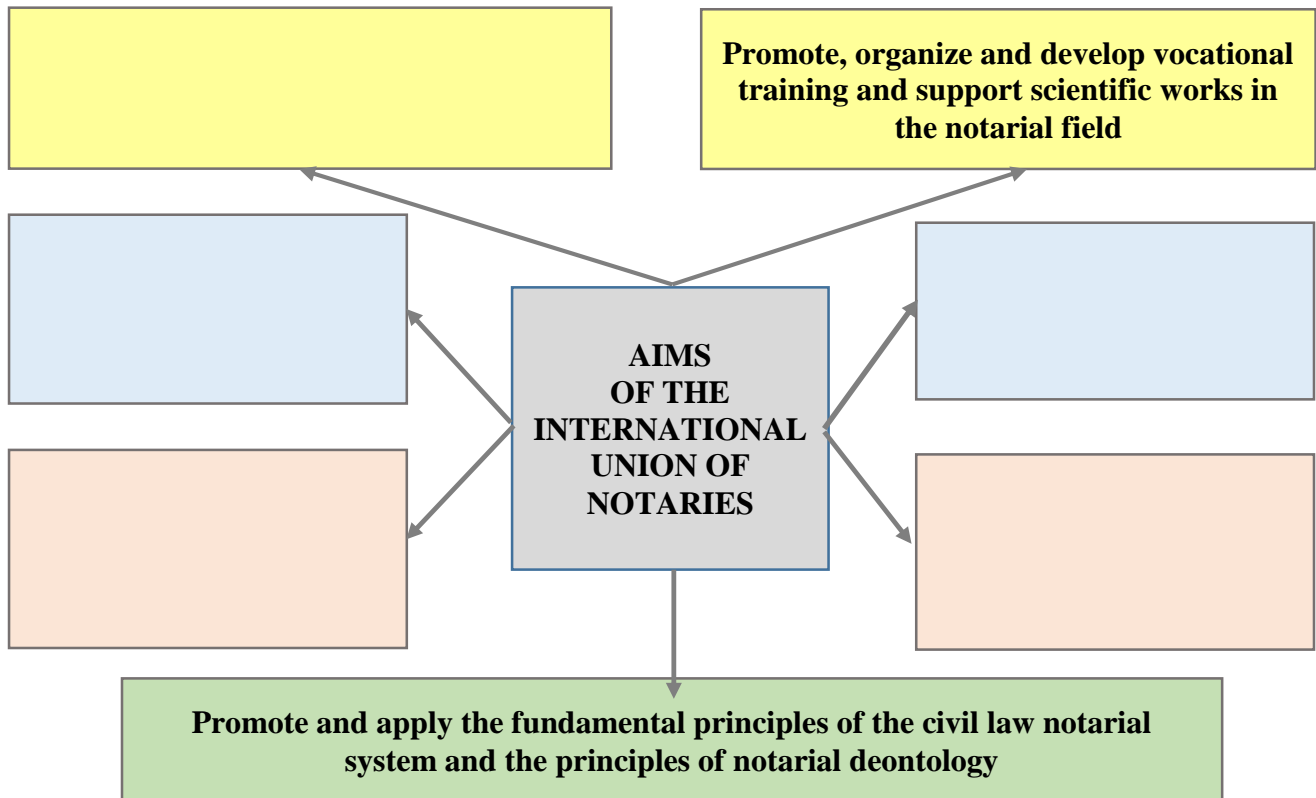 Promote, organize and develop vocational
training and support scientific works in
the notarial field
AIMS
OF THE
INTERNATIONAL
UNION OF
NOTARIES
Promote and apply the fundamental principles of the civil law notarial
system and the principles of notarial deontology